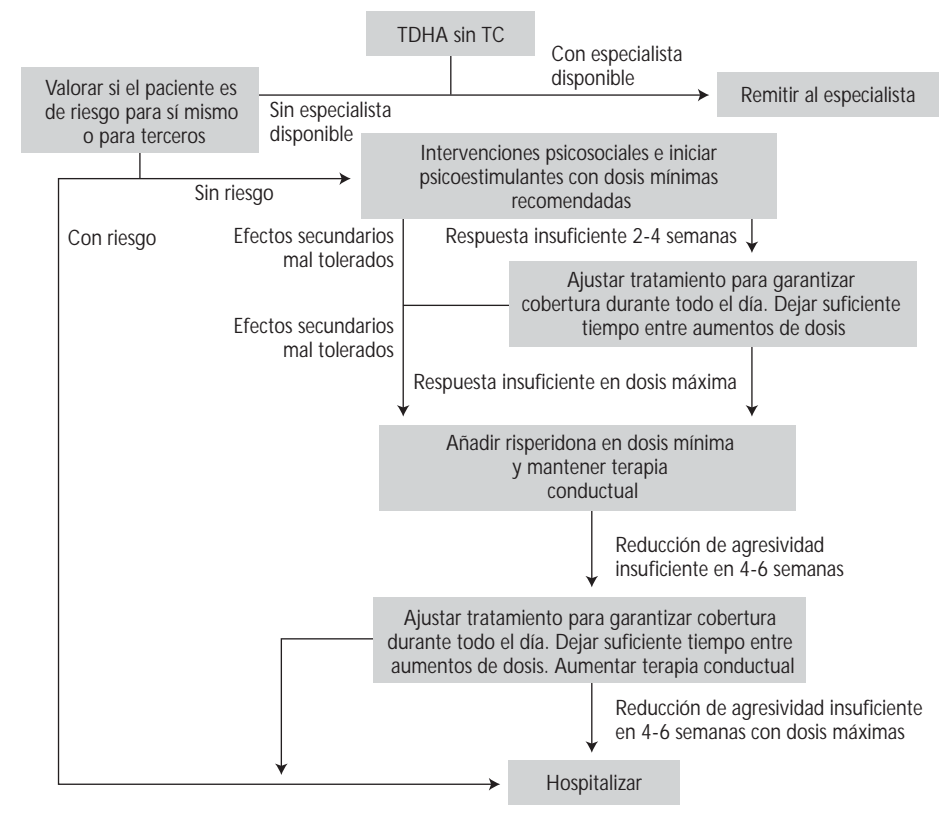 TDHA sin TC
Con especialista
disponible
Valorar si el paciente es
de riesgo para sí mismo
o para terceros
Sin especialista
disponible
Remitir al especialista
Intervenciones psicosociales e iniciar
psicoestimulantes con dosis mínimas
recomendadas
Sin riesgo
Con riesgo
Efectos secundarios
mal tolerados
Respuesta insuficiente 2-4 semanas
Ajustar tratamiento para garantizar
cobertura durante todo el día. Dejar suficiente
tiempo entre aumentos de dosis
Efectos secundarios
mal tolerados
Respuesta insuficiente en dosis máxima
Añadir risperidona en dosis mínima
y mantener terapia
conductual
Reducción de agresividad
insuficiente en 4-6 semanas
Ajustar tratamiento para garantizar cobertura
durante todo el día. Dejar suficiente tiempo entre
aumentos de dosis. Aumentar terapia conductual
Reducción de agresividad insuficiente
en 4-6 semanas con dosis máximas
Hospitalizar